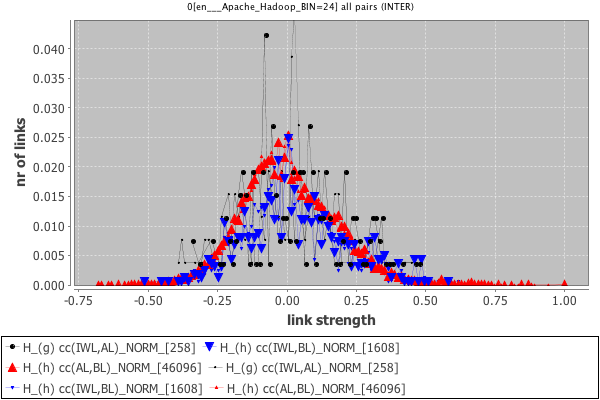 0[en___Apache_Hadoop_BIN=24] all pairs (INTER)
nr of links
0.040
0.035
0.030
0.025
0.020
0.015
0.010
0.005
0.000
-0.75 -0.50 -0.25 0.00 0.25 0.50 0.75 1.00
link strength
H_(g) cc(IWL,AL)_NORM_[258] H_(h) cc(IWL,BL)_NORM_[1608]
H_(h) cc(AL,BL)_NORM_[46096] H_(g) cc(IWL,AL)_NORM_[258]
H_(h) cc(IWL,BL)_NORM_[1608] H_(h) cc(AL,BL)_NORM_[46096]